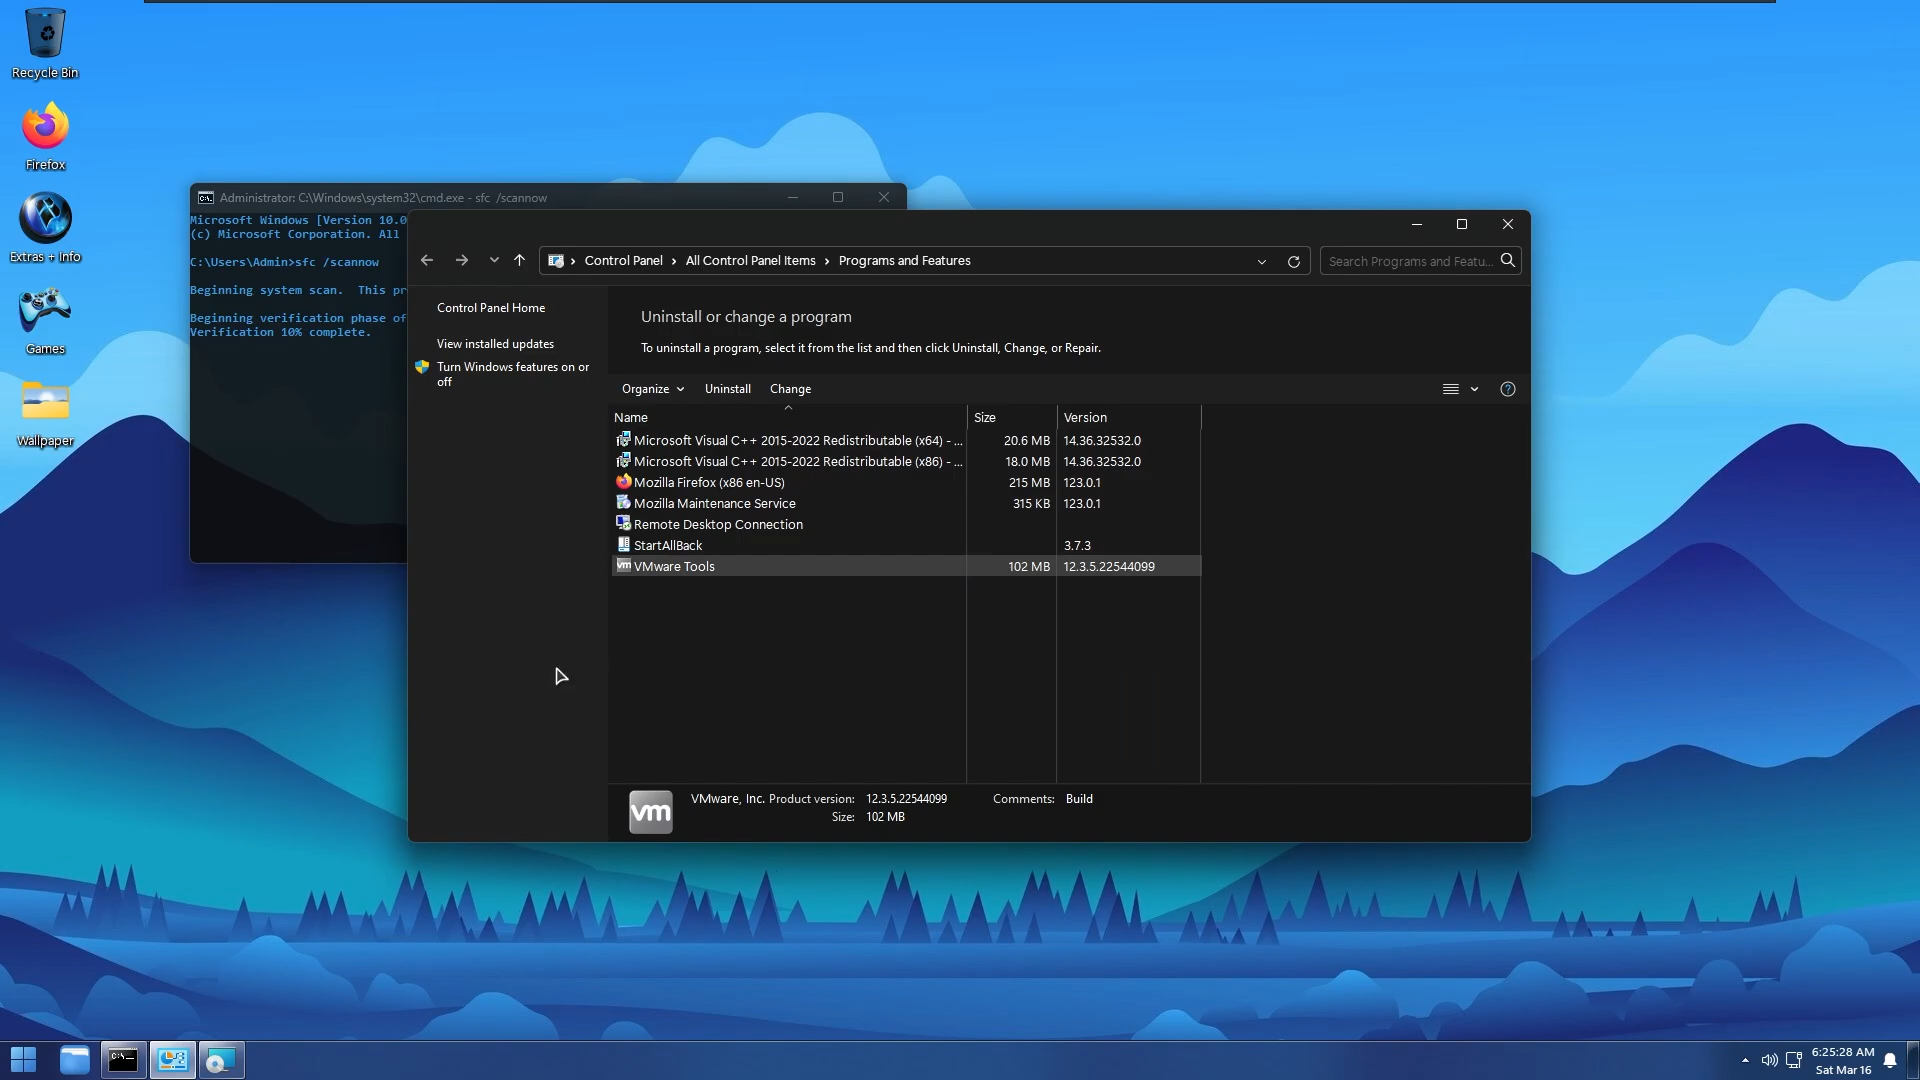 Recycle Bin
Firefox
Extras + Info
Games
Wallpaper
Administrator: C:\Windows\system32\cmd.exe - sfc  /scannow
Microsoft Windows [Version 10.0
(c) Microsoft Corporation. All
C:\Users\Admin>sfc /scannow
Beginning system scan.  This pr
Beginning verification phase of
Verification 10% complete.
Control Panel › All Control Panel Items › Programs and Features
Search Programs and Featu...
Control Panel Home
View installed updates
Turn Windows features on or
off
Uninstall or change a program
To uninstall a program, select it from the list and then click Uninstall, Change, or Repair.
Organize Uninstall Change
Name Size Version
Microsoft Visual C++ 2015-2022 Redistributable (x64) - ... 20.6 MB 14.36.32532.0
Microsoft Visual C++ 2015-2022 Redistributable (x86) - ... 18.0 MB 14.36.32532.0
Mozilla Firefox (x86 en-US) 215 MB 123.0.1
Mozilla Maintenance Service 315 KB 123.0.1
Remote Desktop Connection
StartAllBack 3.7.3
vm VMware Tools 102 MB 12.3.5.22544099
vm
VMware, Inc. Product version: 12.3.5.22544099 Comments: Build
Size: 102 MB
C:\_
6:25:28 AM
Sat Mar 16